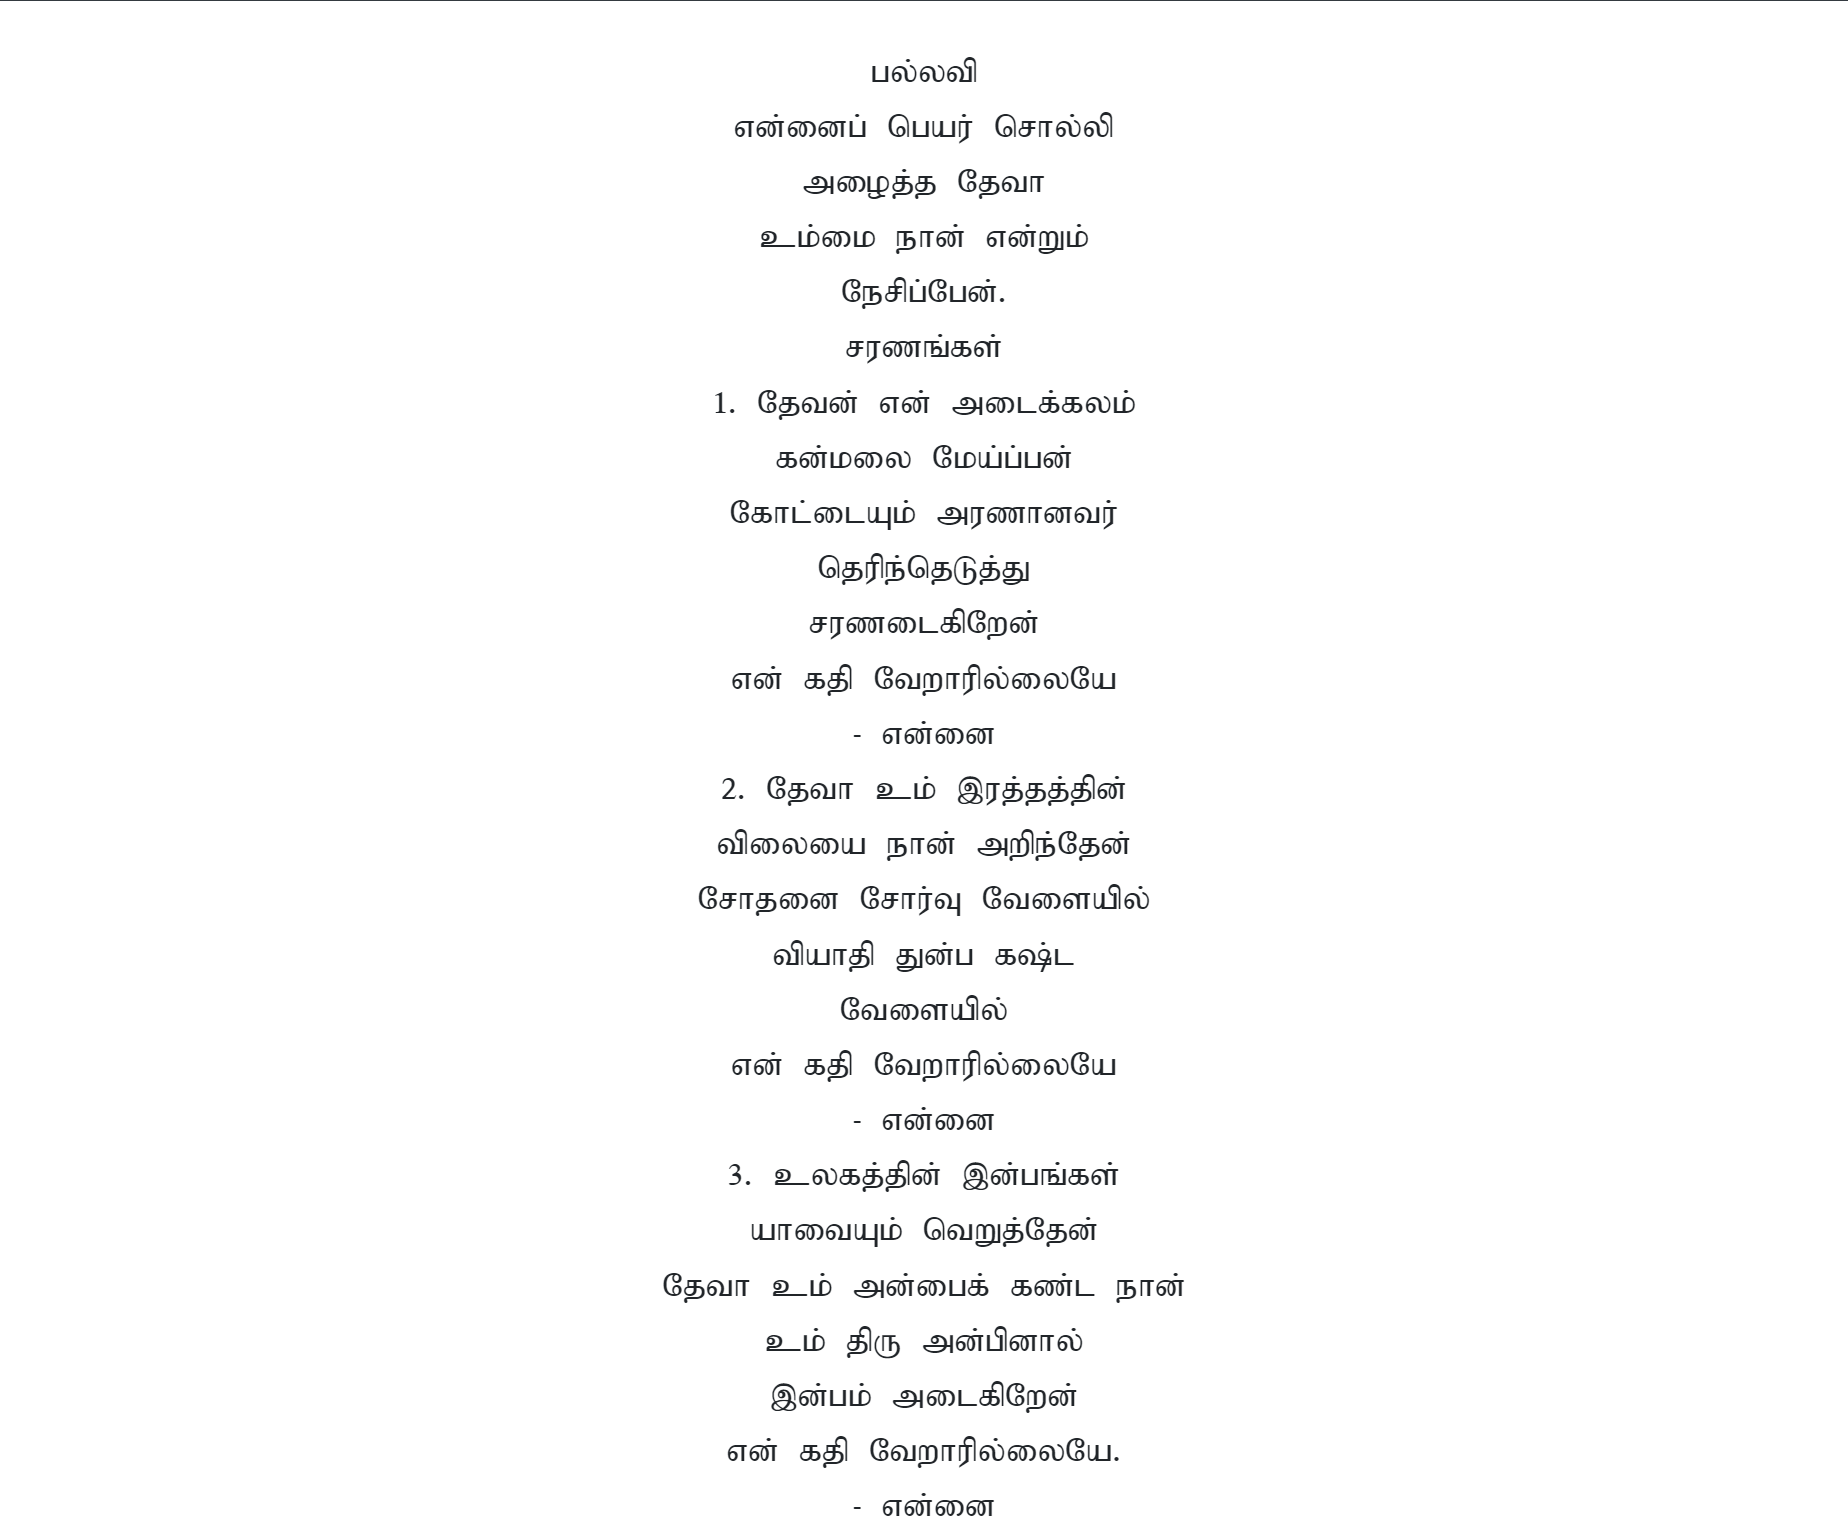 பல்லவி
என்னைப் பெயர் சொல்லி
அழைத்த தேவா
உம்மை நான் என்றும்
நேசிப்பேன்.
சரணங்கள்
1. தேவன் என் அடைக்கலம்
கன்மலை மேய்ப்பன்
கோட்டையும் அரணானவர்
தெரிந்தெடுத்து
சரணடைகிறேன்
என் கதி வேறாரில்லையே
- என்னை
2. தேவா உம் இரத்தத்தின்
விலையை நான் அறிந்தேன்
சோதனை சோர்வு வேளையில்
வியாதி துன்ப கஷ்ட
வேளையில்
என் கதி வேறாரில்லையே
- என்னை
3. உலகத்தின் இன்பங்கள்
யாவையும் வெறுத்தேன்
தேவா உம் அன்பைக் கண்ட நான்
உம் திரு அன்பினால்
இன்பம் அடைகிறேன்
என் கதி வேறாரில்லையே.
- என்னை